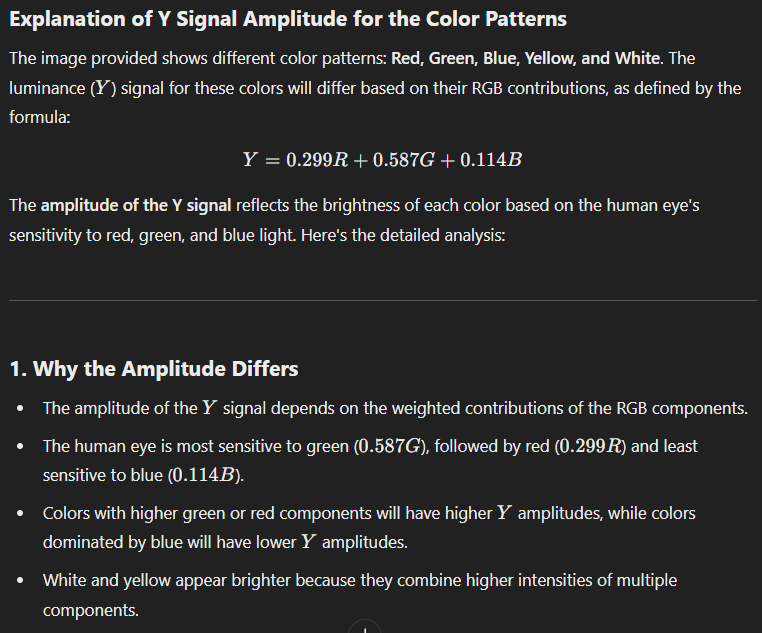 Explanation of Y Signal Amplitude for the Color Patterns
The image provided shows different color patterns: Red, Green, Blue, Yellow, and White. The
luminance (Y) signal for these colors will differ based on their RGB contributions, as defined by the
formula:
Y = 0.299R + 0.587G + 0.114B
The amplitude of the Y signal reflects the brightness of each color based on the human eye's
sensitivity to red, green, and blue light. Here's the detailed analysis:
1. Why the Amplitude Differs
• The amplitude of the Y signal depends on the weighted contributions of the RGB components.
• The human eye is most sensitive to green (0.587G), followed by red (0.299R) and least
sensitive to blue (0.114B).
• Colors with higher green or red components will have higher Y amplitudes, while colors
dominated by blue will have lower Y amplitudes.
• White and yellow appear brighter because they combine higher intensities of multiple
components.